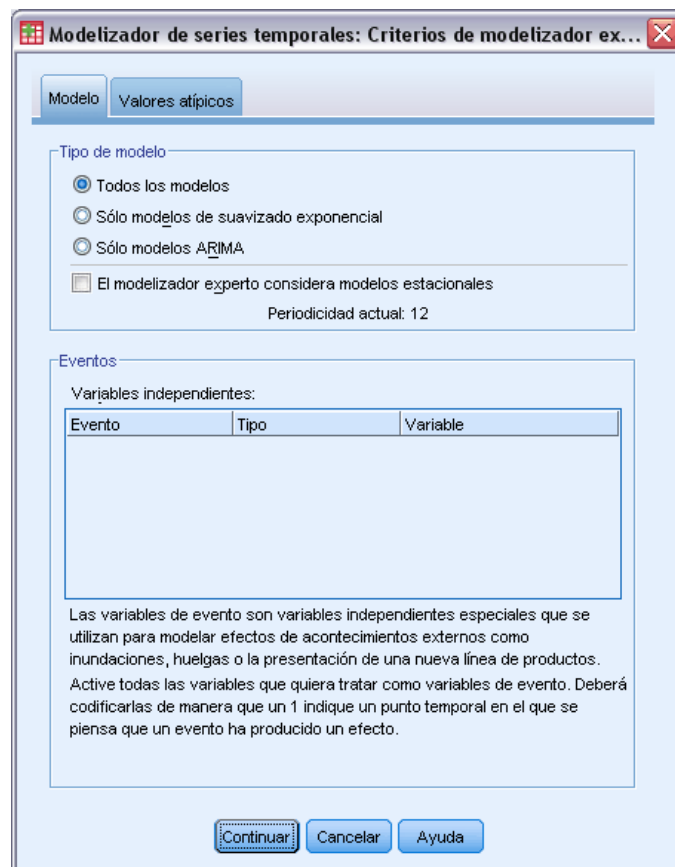 Modelizador de series temporales: Criterios de modelizador ex...
Modelo
Valores atípicos
Tipo de modelo
Todos los modelos
Sólo modelos de suavizado exponencial
Sólo modelos ARIMA
El modelizador experto considera modelos estacionales
Periodicidad actual: 12
Eventos
Variables independientes:
Evento Tipo Variable
Las variables de evento son variables independientes especiales que se
utilizan para modelar efectos de acontecimientos externos como
inundaciones, huelgas o la presentación de una nueva línea de productos.
Active todas las variables que quiera tratar como variables de evento. Deberá
codificarlas de manera que un 1 indique un punto temporal en el que se
piensa que un evento ha producido un efecto.
Continuar Cancelar Ayuda